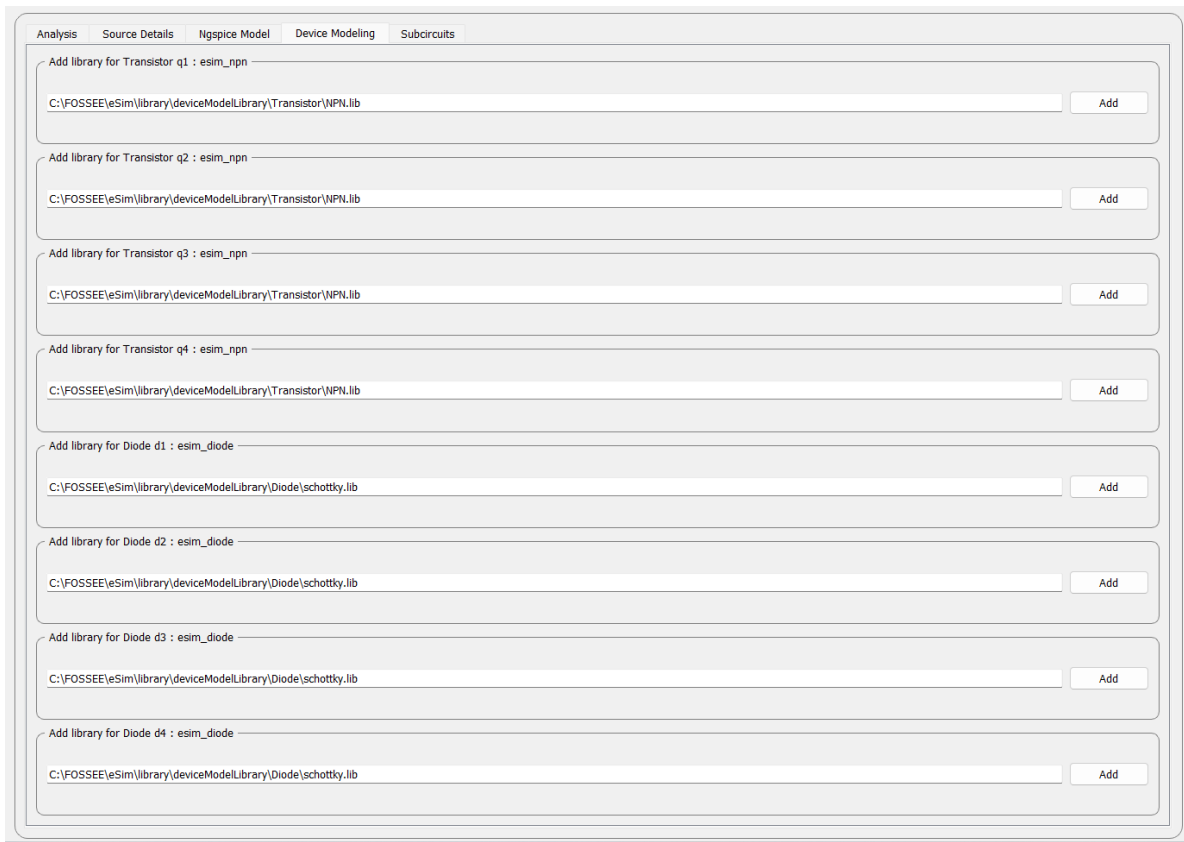 Analysis Source Details Ngspice Model Device Modeling Subcircuits
Add library for Transistor q1 : esim_npn
C:\FOSSEE\eSim\library\deviceModelLibrary\Transistor\NPN.lib Add
Add library for Transistor q2 : esim_npn
C:\FOSSEE\eSim\library\deviceModelLibrary\Transistor\NPN.lib Add
Add library for Transistor q3 : esim_npn
C:\FOSSEE\eSim\library\deviceModelLibrary\Transistor\NPN.lib Add
Add library for Transistor q4 : esim_npn
C:\FOSSEE\eSim\library\deviceModelLibrary\Transistor\NPN.lib Add
Add library for Diode d1 : esim_diode
C:\FOSSEE\eSim\library\deviceModelLibrary\Diode\schottky.lib Add
Add library for Diode d2 : esim_diode
C:\FOSSEE\eSim\library\deviceModelLibrary\Diode\schottky.lib Add
Add library for Diode d3 : esim_diode
C:\FOSSEE\eSim\library\deviceModelLibrary\Diode\schottky.lib Add
Add library for Diode d4 : esim_diode
C:\FOSSEE\eSim\library\deviceModelLibrary\Diode\schottky.lib Add